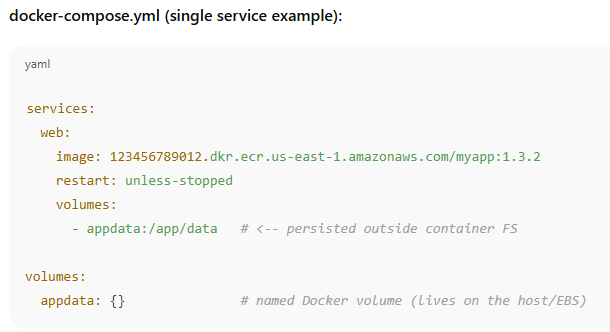 docker-compose.yml (single service example):
yaml
services:
  web:
    image: 123456789012.dkr.ecr.us-east-1.amazonaws.com/myapp:1.3.2
    restart: unless-stopped
    volumes:
      - appdata:/app/data   # <-- persisted outside container FS
volumes:
  appdata: {}               # named Docker volume (lives on the host/EBS)